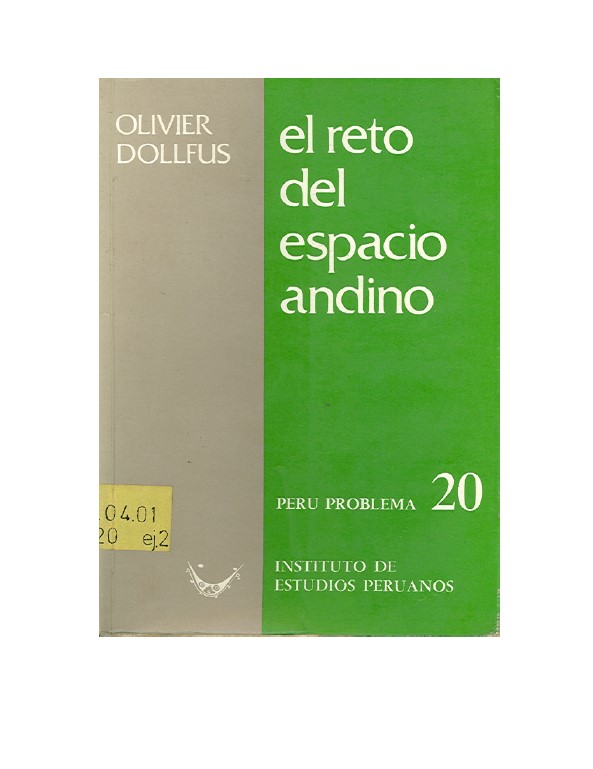 OLIVIER
DOLLFUS
el reto
del
espacio
andino
PERU PROBLEMA 20
.04.01
20 ej.2
INSTITUTO DE
ESTUDIOS PERUANOS